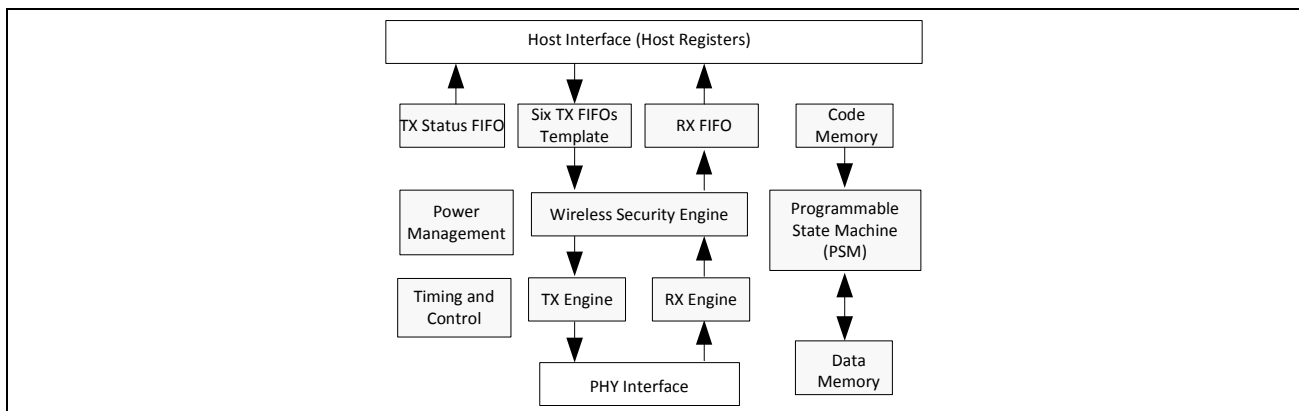 Host Interface (Host Registers)
TX Status FIFO
Six TX FIFOs
Template
RX FIFO
Code
Memory
Power
Management
Wireless Security Engine
Programmable
State Machine
(PSM)
Timing and
Control
TX Engine
RX Engine
PHY Interface
Data
Memory